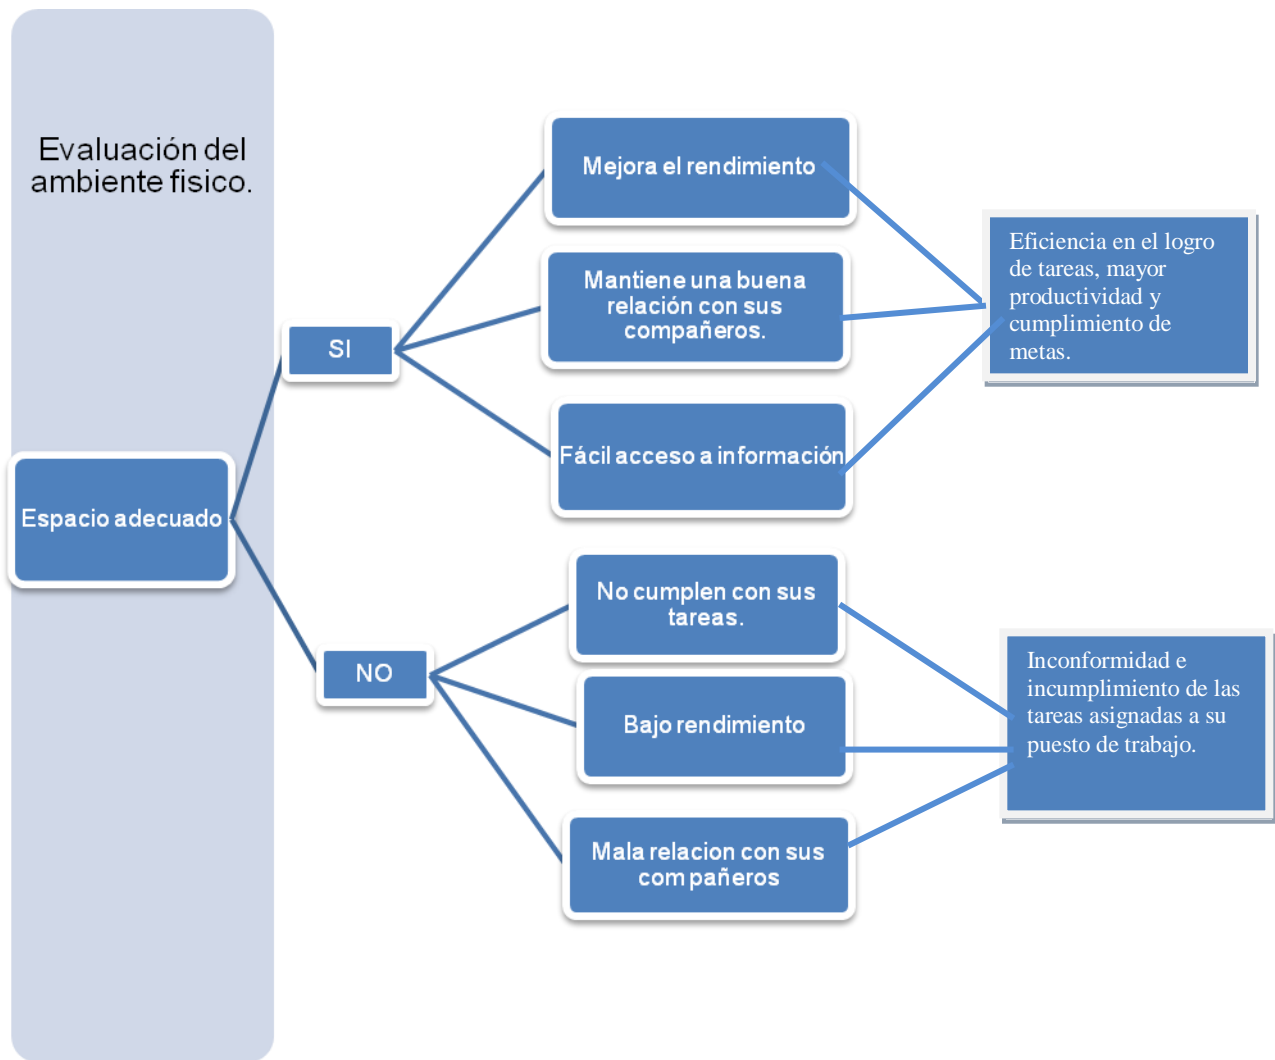 Evaluación del
ambiente fisico.
Espacio adecuado
SI
Mejora el rendimiento
Mantiene una buena
relación con sus
compañeros.
Fácil acceso a información
Eficiencia en el logro
de tareas, mayor
productividad y
cumplimiento de
metas.
NO
No cumplen con sus
tareas.
Bajo rendimiento
Mala relacion con sus
com pañeros
Inconformidad e
incumplimiento de las
tareas asignadas a su
puesto de trabajo.